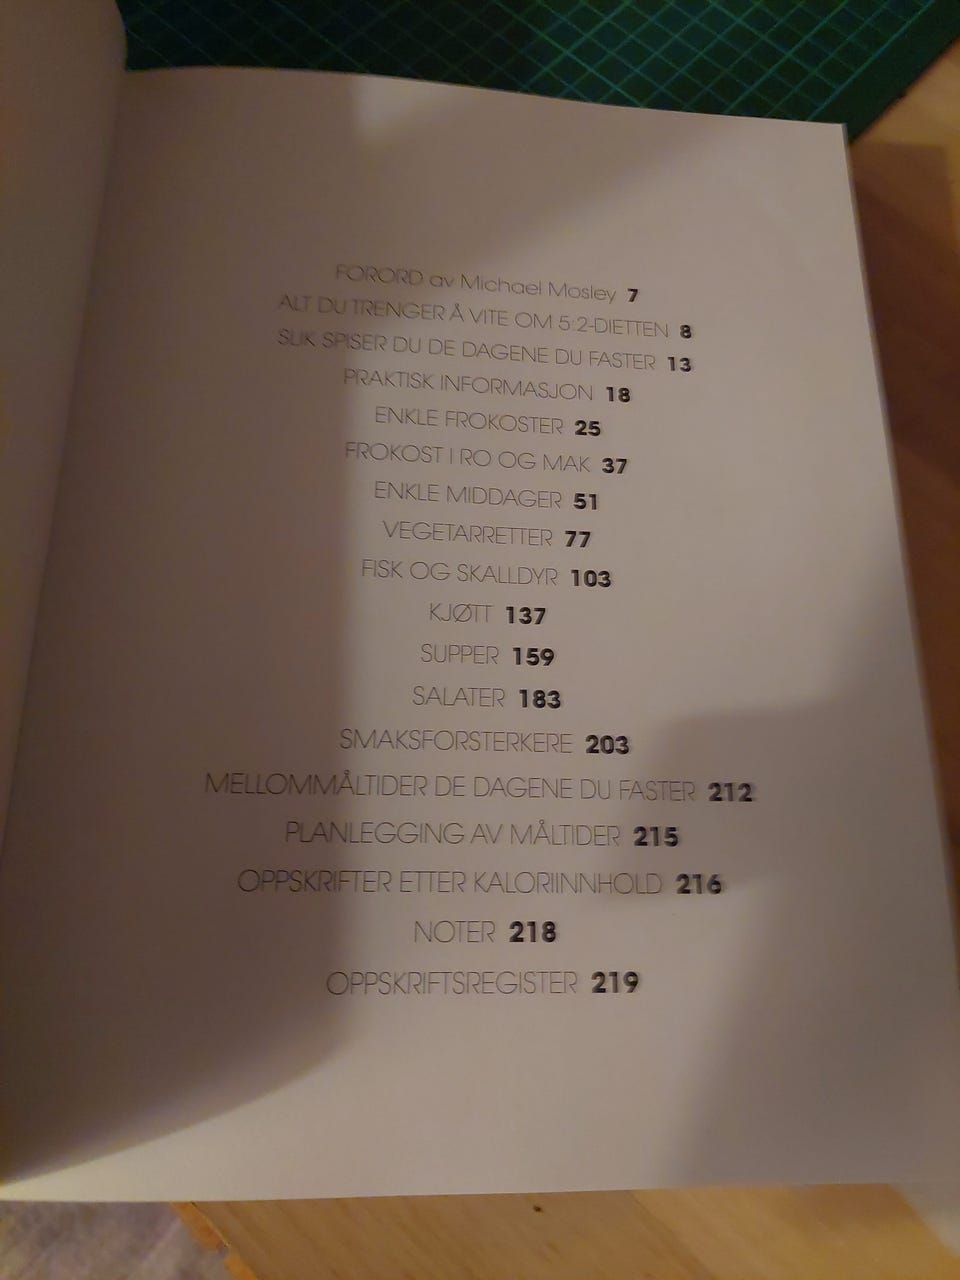 FORORD av Michael Mosley 7
ALT DU TRENGER Å VITE OM 5:2-DIETTEN 8
SLIK SPISER DU DE DAGENE DU FASTER 13
PRAKTISK INFORMASJON 18
ENKLE FROKOSTER 25
FROKOST I RO OG MAK 37
ENKLE MIDDAGER 51
VEGETARRETTER 77
FISK OG SKALLDYR 103
KJØTT 137
SUPPER 159
SALATER 183
SMAKSFORSTERKERE 203
MELLOMMÅLTIDER DE DAGENE DU FASTER 212
PLANLEGGING AV MÅLTIDER 215
OPPSKRIFTER ETTER KALORIINNHOLD 216
NOTER 218
OPPSKRIFTSREGISTER 219